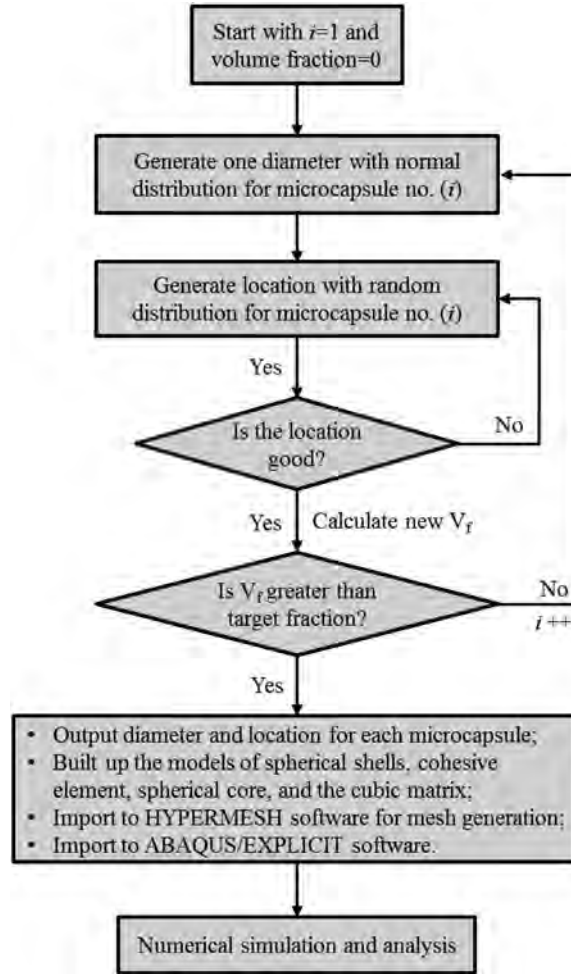 Start with i=1 and
volume fraction=0
Generate one diameter with normal
distribution for microcapsule no. (i)
Generate location with random
distribution for microcapsule no. (i)
Yes
Is the location
good?
No
Yes
Calculate new Vf
Is Vf greater than
target fraction?
No
i ++
Yes
• Output diameter and location for each microcapsule;
• Built up the models of spherical shells, cohesive
element, spherical core, and the cubic matrix;
• Import to HYPERMESH software for mesh generation;
• Import to ABAQUS/EXPLICIT software.
Numerical simulation and analysis